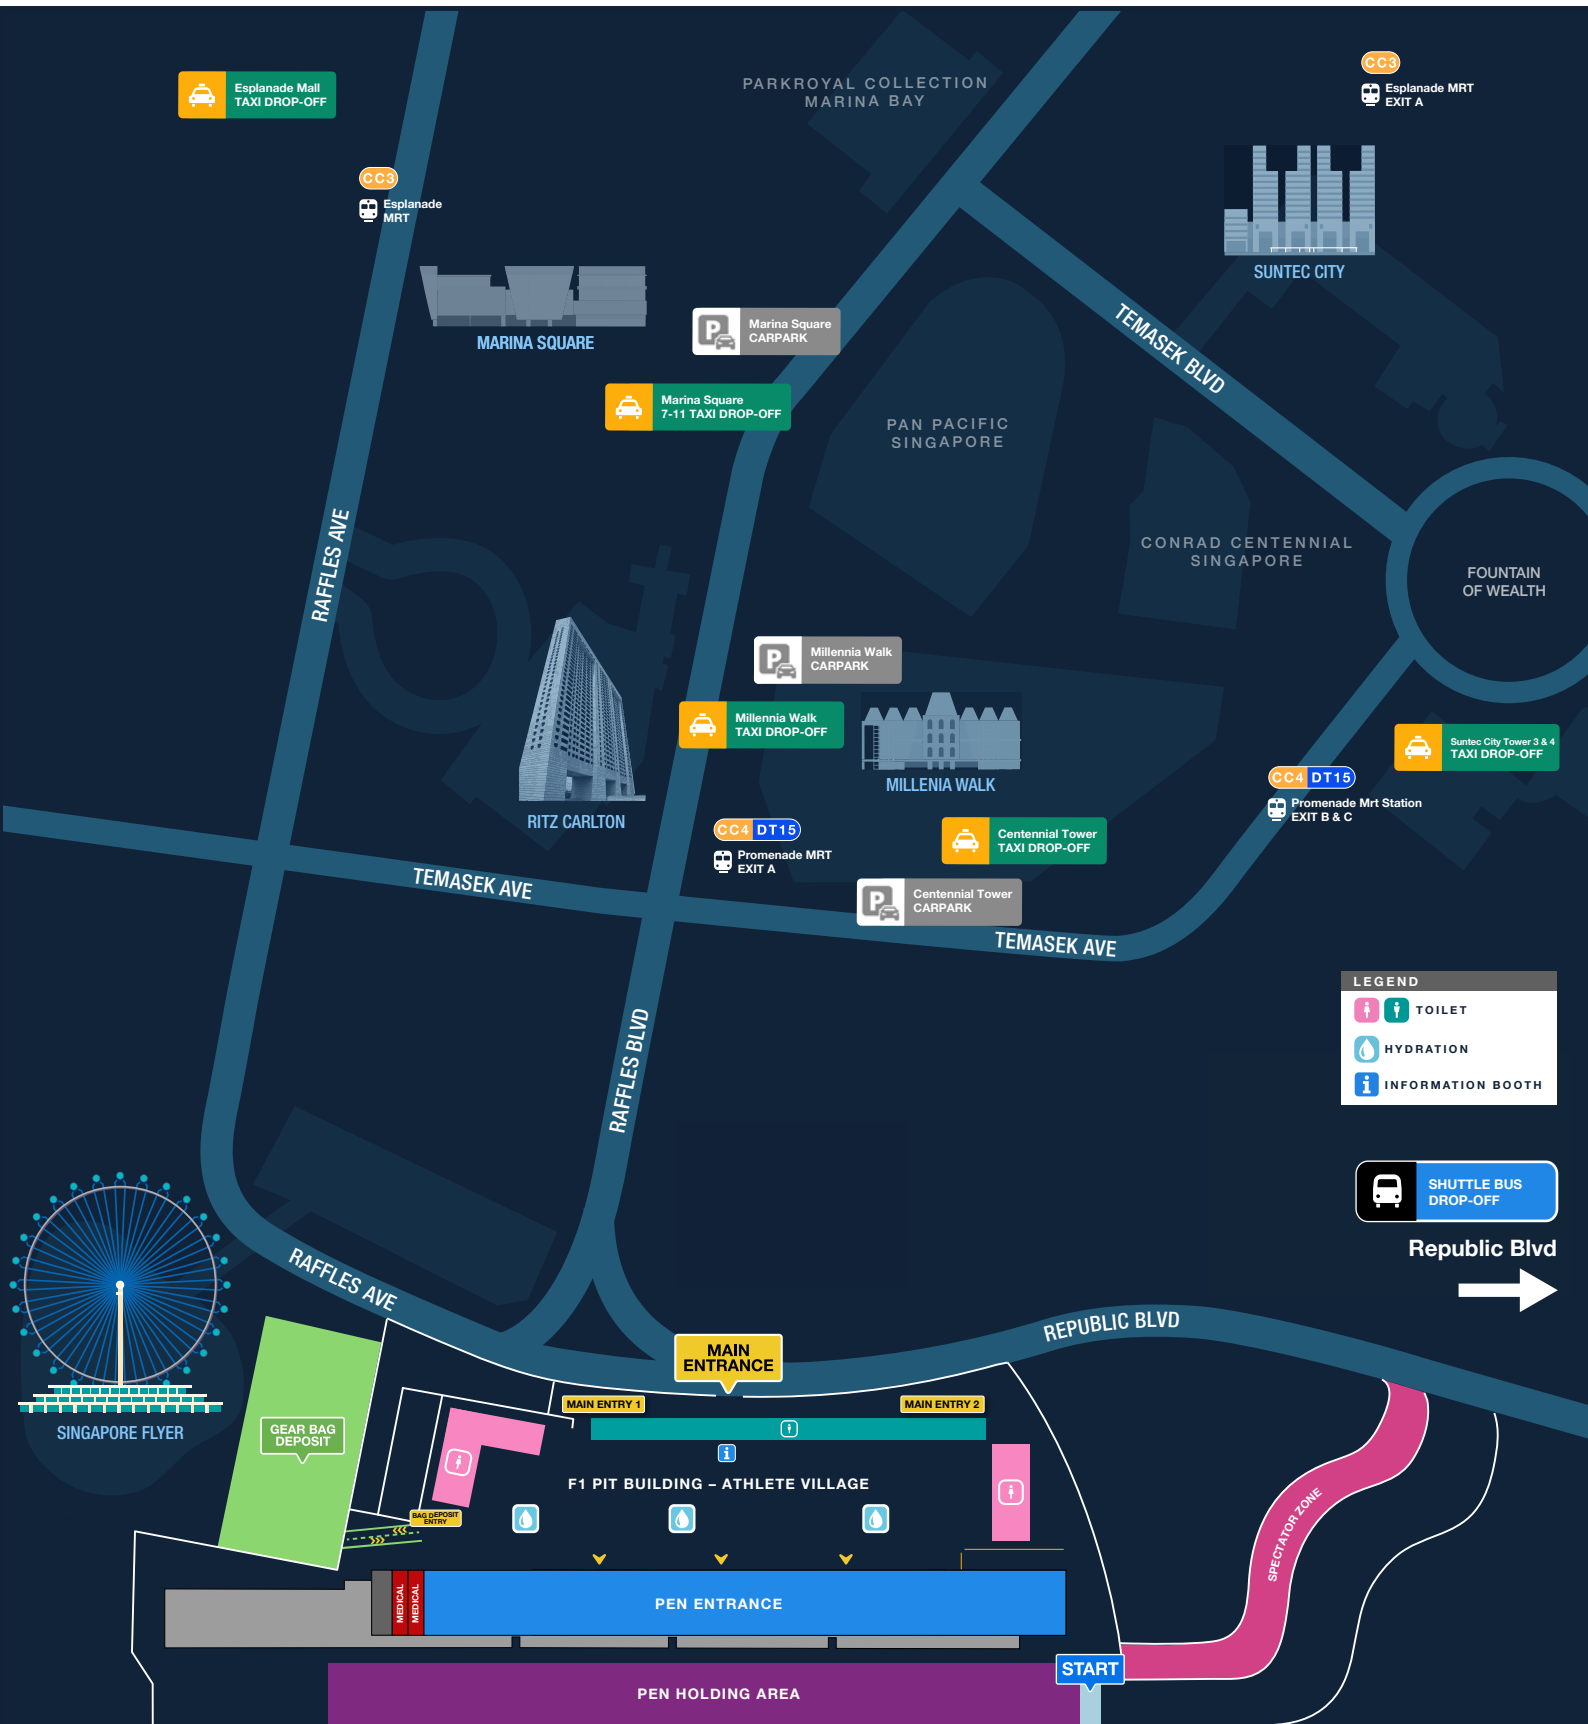 Esplanade Mall
TAXI DROP-OFF
PARKROYAL COLLECTION
MARINA BAY
CC3
Esplanade MRT
EXIT A
CC3
Esplanade
MRT
SUNTEC CITY
MARINA SQUARE
Marina Square
CARPARK
TEMASEK BLVD
Marina Square
7-11 TAXI DROP-OFF
PAN PACIFIC
SINGAPORE
RAFFLES AVE
CONRAD CENTENNIAL
SINGAPORE
FOUNTAIN
OF WEALTH
Millennia Walk
CARPARK
Millennia Walk
TAXI DROP-OFF
Suntec City Tower 3 & 4
TAXI DROP-OFF
MILLENIA WALK
CC4 DT15
Promenade Mrt Station
EXIT B & C
RITZ CARLTON
CC4 DT15
Promenade MRT
EXIT A
Centennial Tower
TAXI DROP-OFF
TEMASEK AVE
Centennial Tower
CARPARK
TEMASEK AVE
LEGEND
TOILET
HYDRATION
INFORMATION BOOTH
RAFFLES BLVD
SHUTTLE BUS
DROP-OFF
Republic Blvd
RAFFLES AVE
REPUBLIC BLVD
MAIN
ENTRANCE
MAIN ENTRY 1
MAIN ENTRY 2
SINGAPORE FLYER
GEAR BAG
DEPOSIT
F1 PIT BUILDING – ATHLETE VILLAGE
BAG DEPOSIT
ENTRY
SPECTATOR ZONE
MEDICAL
MEDICAL
PEN ENTRANCE
START
PEN HOLDING AREA